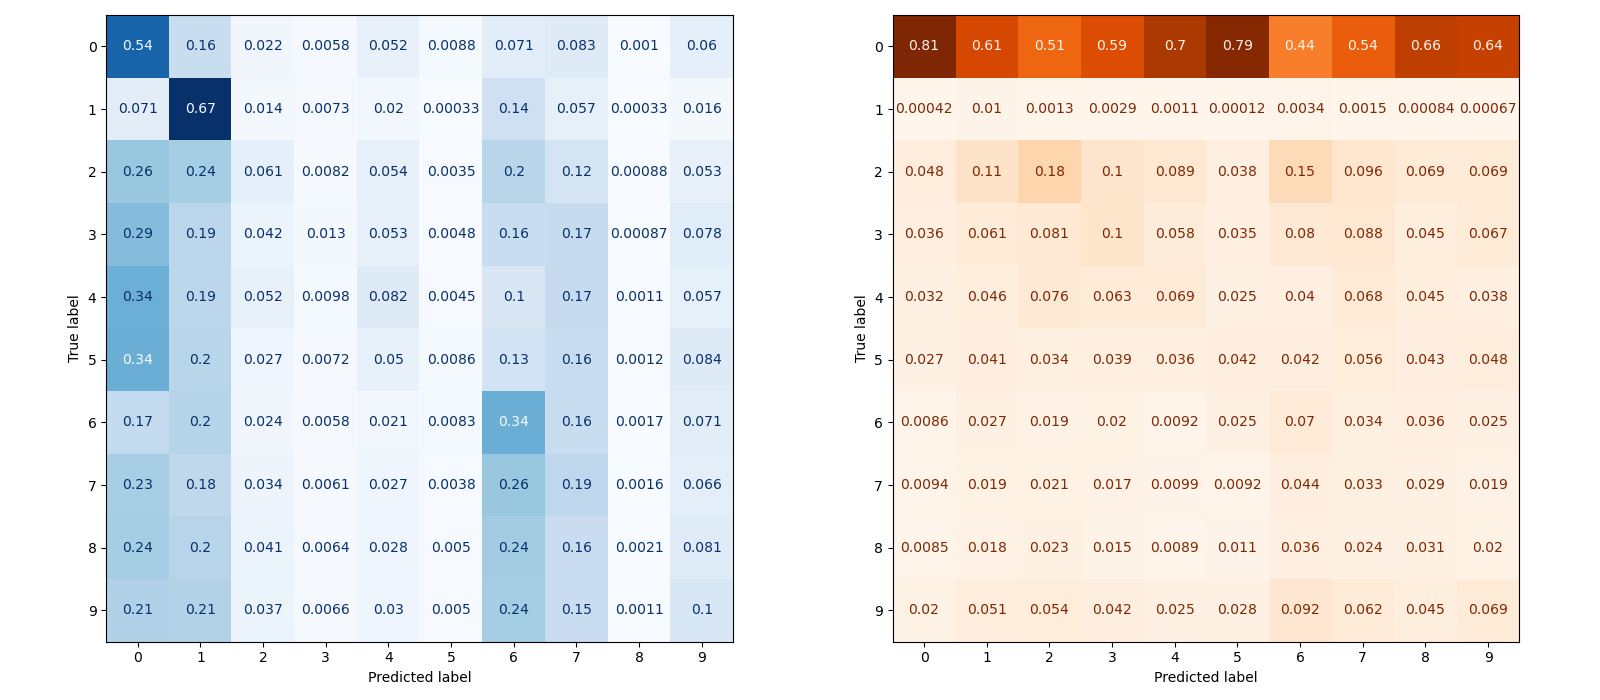 0 0.54 0.16 0.022 0.0058 0.052 0.0088 0.071 0.083 0.001 0.06
1 0.071 0.67 0.014 0.0073 0.02 0.00033 0.14 0.057 0.00033 0.016
2 0.26 0.24 0.061 0.0082 0.054 0.0035 0.2 0.12 0.00088 0.053
3 0.29 0.19 0.042 0.013 0.053 0.0048 0.16 0.17 0.00087 0.078
4 0.34 0.19 0.052 0.0098 0.082 0.0045 0.1 0.17 0.0011 0.057
5 0.34 0.2 0.027 0.0072 0.05 0.0086 0.13 0.16 0.0012 0.084
6 0.17 0.2 0.024 0.0058 0.021 0.0083 0.34 0.16 0.0017 0.071
7 0.23 0.18 0.034 0.0061 0.027 0.0038 0.26 0.19 0.0016 0.066
8 0.24 0.2 0.041 0.0064 0.028 0.005 0.24 0.16 0.0021 0.081
9 0.21 0.21 0.037 0.0066 0.03 0.005 0.24 0.15 0.0011 0.1
0 1 2 3 4 5 6 7 8 9
Predicted label
True label
0 0.81 0.61 0.51 0.59 0.7 0.79 0.44 0.54 0.66 0.64
1 0.00042 0.01 0.0013 0.0029 0.0011 0.00012 0.0034 0.0015 0.00084 0.00067
2 0.048 0.11 0.18 0.1 0.089 0.038 0.15 0.096 0.069 0.069
3 0.036 0.061 0.081 0.1 0.058 0.035 0.08 0.088 0.045 0.067
4 0.032 0.046 0.076 0.063 0.069 0.025 0.04 0.068 0.045 0.038
5 0.027 0.041 0.034 0.039 0.036 0.042 0.042 0.056 0.043 0.048
6 0.0086 0.027 0.019 0.02 0.0092 0.025 0.07 0.034 0.036 0.025
7 0.0094 0.019 0.021 0.017 0.0099 0.0092 0.044 0.033 0.029 0.019
8 0.0085 0.018 0.023 0.015 0.0089 0.011 0.036 0.024 0.031 0.02
9 0.02 0.051 0.054 0.042 0.025 0.028 0.092 0.062 0.045 0.069
0 1 2 3 4 5 6 7 8 9
Predicted label
True label